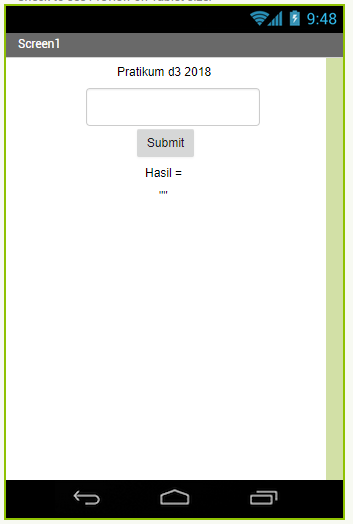 9:48
Screen1
Pratikum d3 2018
Submit
Hasil =
""